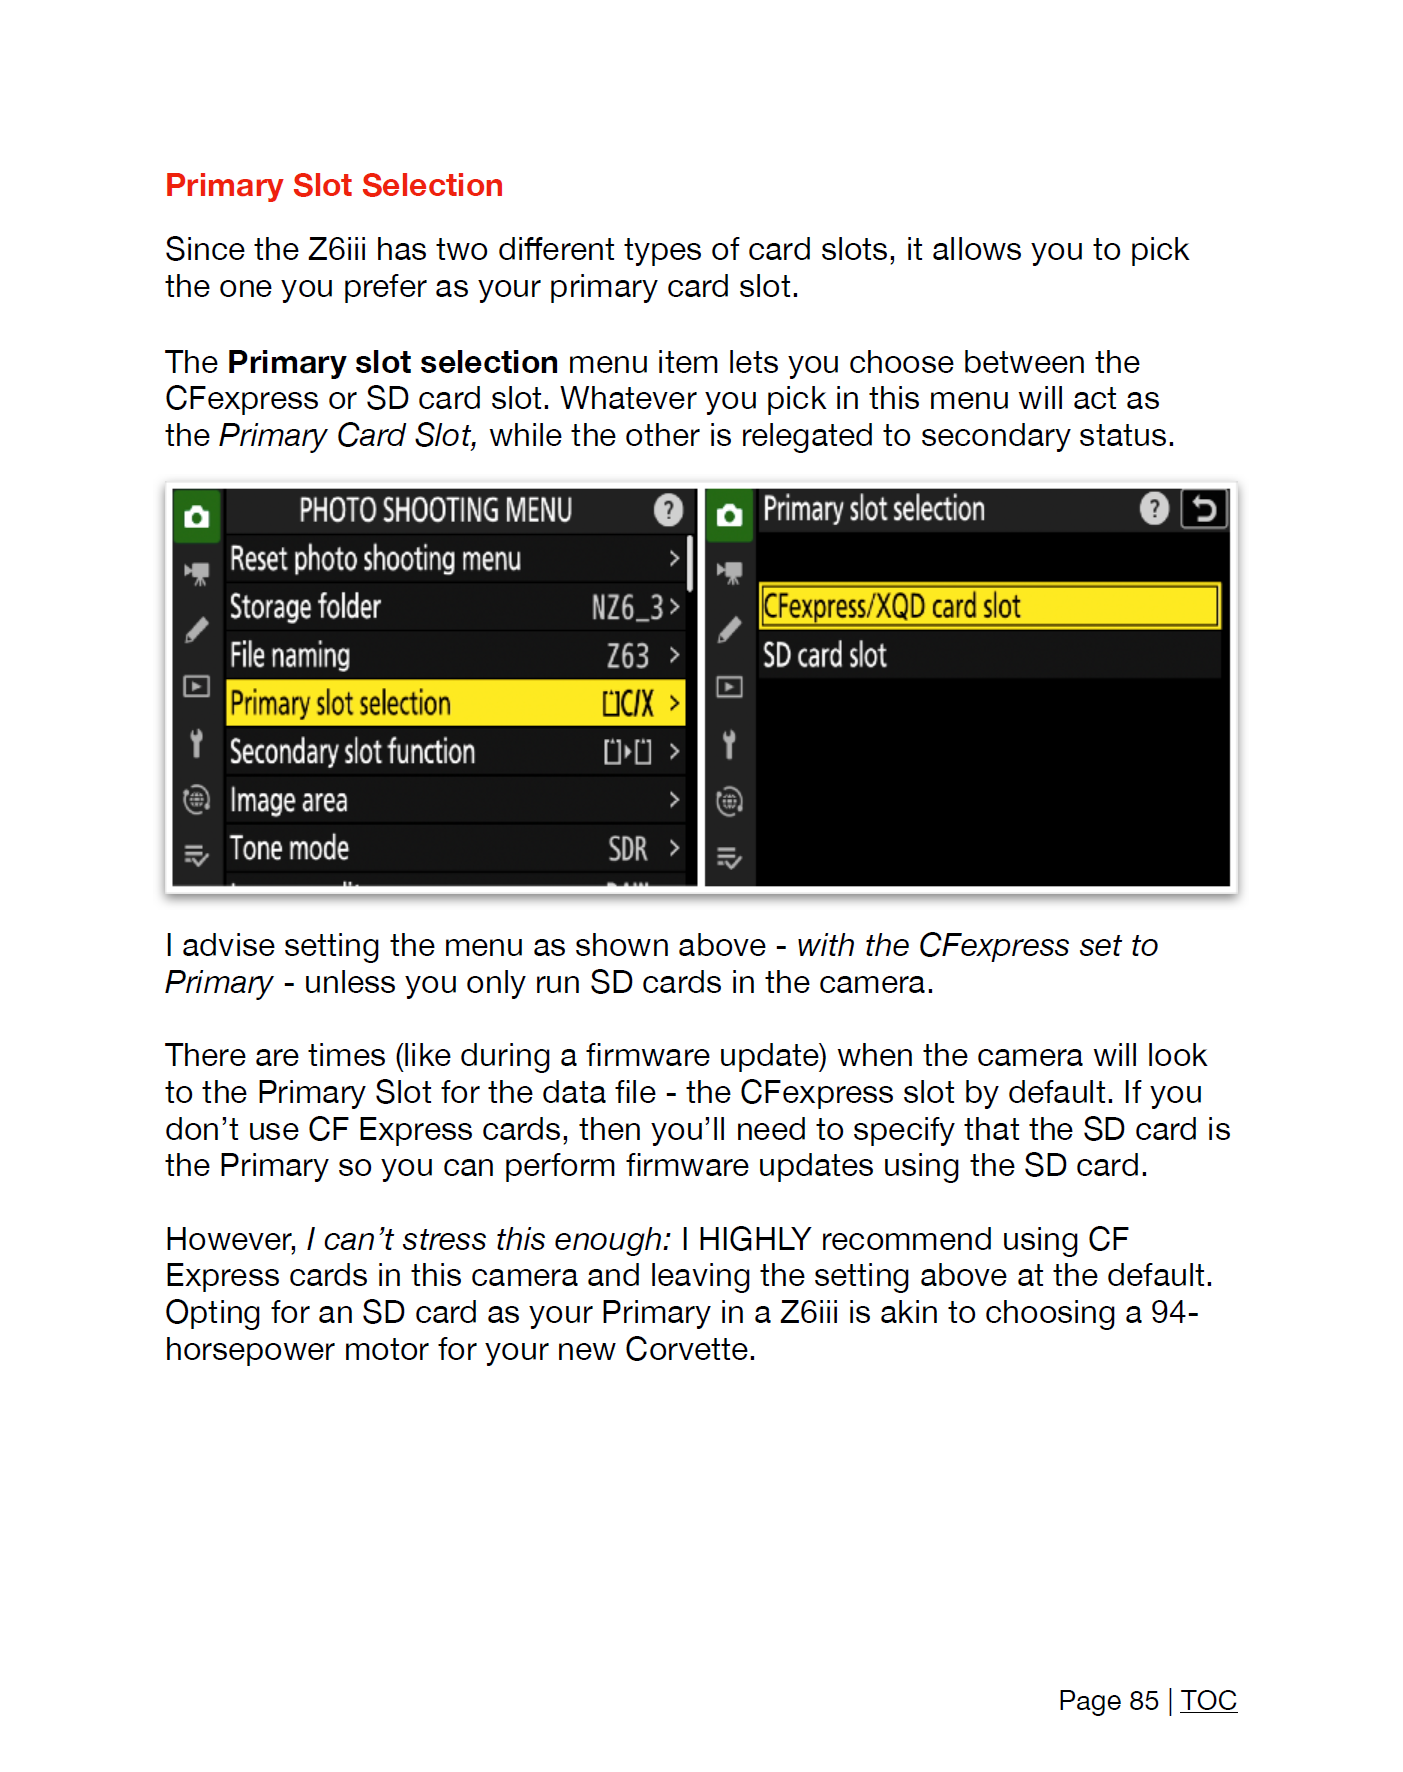 Primary Slot Selection
Since the Z6iii has two different types of card slots, it allows you to pick
the one you prefer as your primary card slot.
The Primary slot selection menu item lets you choose between the
CFexpress or SD card slot. Whatever you pick in this menu will act as
the Primary Card Slot, while the other is relegated to secondary status.
PHOTO SHOOTING MENU ?
Reset photo shooting menu >
Storage folder NZ6_3 >
File naming Z63 >
Primary slot selection C/X >
Secondary slot function >
Image area >
Tone mode SDR >
Primary slot selection ?
CFexpress/XQD card slot
SD card slot
I advise setting the menu as shown above - with the CFexpress set to
Primary - unless you only run SD cards in the camera.
There are times (like during a firmware update) when the camera will look
to the Primary Slot for the data file - the CFexpress slot by default. If you
don't use CF Express cards, then you'll need to specify that the SD card is
the Primary so you can perform firmware updates using the SD card.
However, I can't stress this enough: I HIGHLY recommend using CF
Express cards in this camera and leaving the setting above at the default.
Opting for an SD card as your Primary in a Z6iii is akin to choosing a 94-
horsepower motor for your new Corvette.
Page 85 | TOC